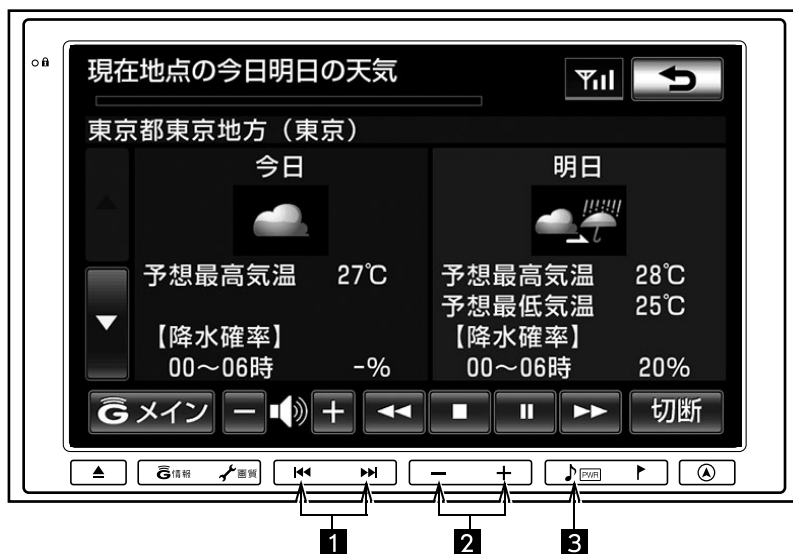 現在地点の今日明日の天気
東京都東京地方（東京）
今日
予想最高気温 27℃
【降水確率】
00～06時 -%
明日
予想最高気温 28℃
予想最低気温 25℃
【降水確率】
00～06時 20%
G メイン － ＋ 切断
G情報 画質 － ＋ PWR
1 2 3